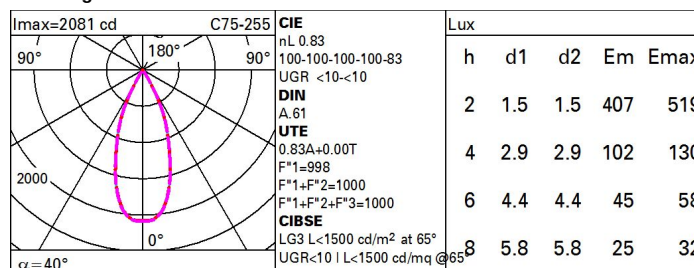 Imax=2081 cd C75-255
90° 180° 90°
2000
0°
α=40°
CIE
nL 0.83
100-100-100-100-83
UGR <10-<10
DIN
A.61
UTE
0.83A+0.00T
F"1=998
F"1+F"2=1000
F"1+F"2+F"3=1000
CIBSE
LG3 L<1500 cd/m² at 65°
UGR<10 | L<1500 cd/mq @65°
Lux
h d1 d2 Em Emax
2 1.5 1.5 407 519
4 2.9 2.9 102 130
6 4.4 4.4 45 58
8 5.8 5.8 25 32